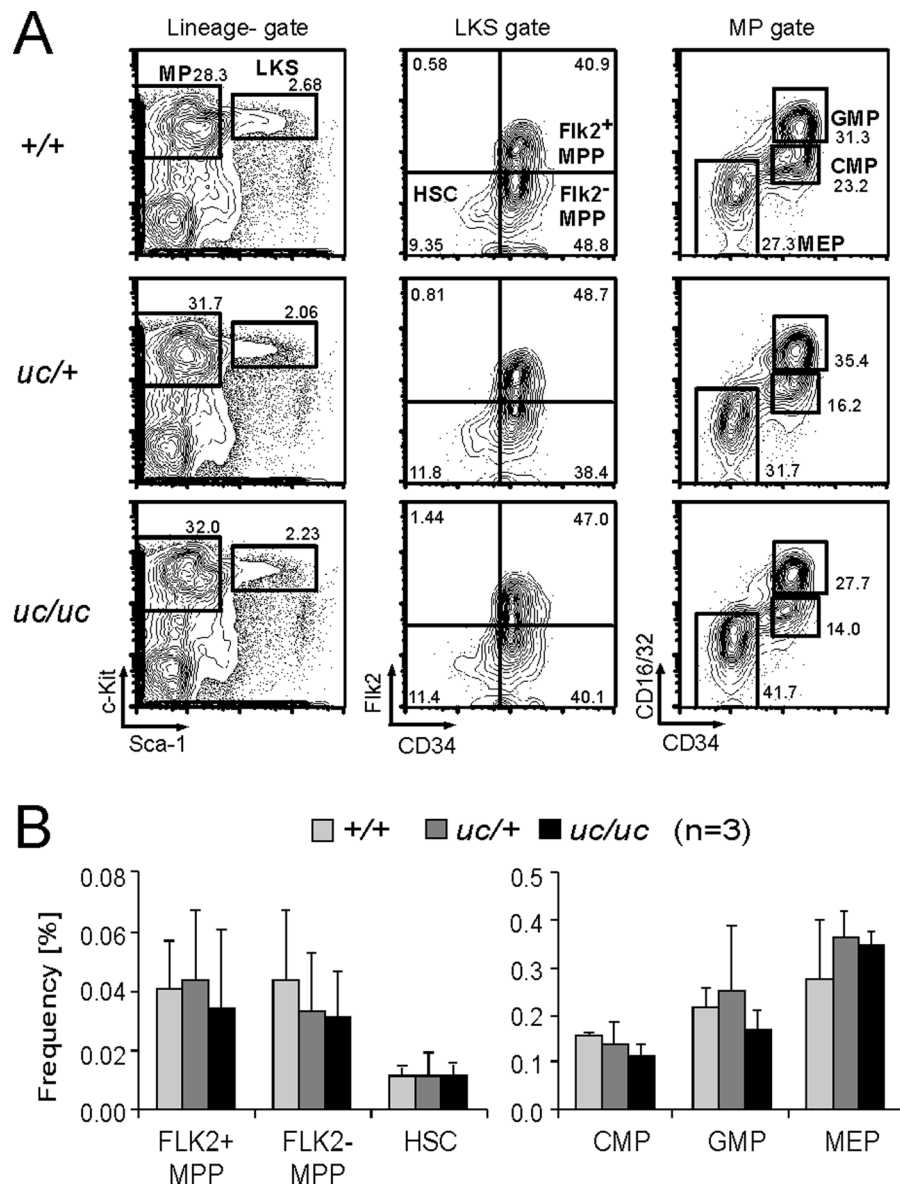 A
Lineage- gate
LKS gate
MP gate
+/+
MP 28.3
LKS
2.68
0.58
40.9
Flk2+
MPP
HSC
Flk2-
MPP
9.35
48.8
GMP
31.3
CMP
23.2
27.3 MEP
uc/+
31.7
2.06
0.81
48.7
11.8
38.4
35.4
16.2
31.7
uc/uc
32.0
2.23
1.44
47.0
11.4
40.1
27.7
14.0
41.7
c-Kit
Sca-1
Flk2
CD34
CD16/32
CD34
B
+/+ uc/+ uc/uc (n=3)
Frequency [%]
0.08
0.06
0.04
0.02
0.00
FLK2+
MPP
FLK2-
MPP
HSC
0.5
0.4
0.3
0.2
0.1
0.0
CMP
GMP
MEP